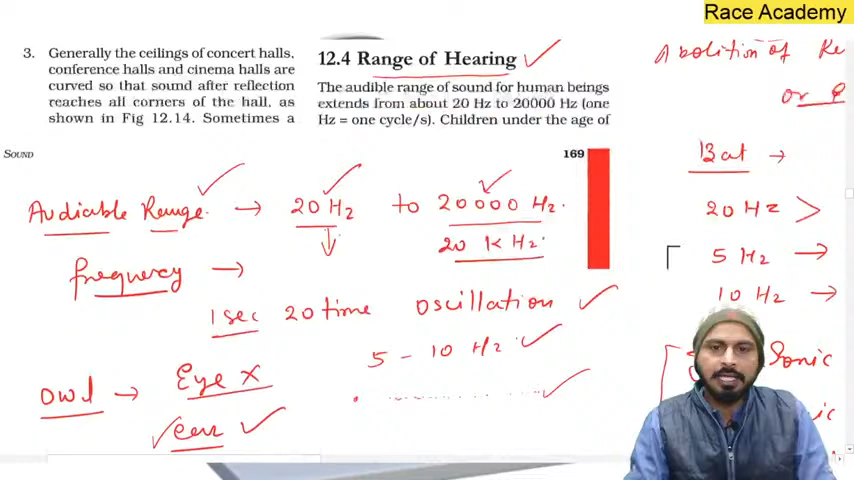 Race Academy
3. Generally the ceilings of concert halls,
conference halls and cinema halls are
curved so that sound after reflection
reaches all corners of the hall, as
shown in Fig 12.14. Sometimes a
12.4 Range of Hearing
The audible range of sound for human beings
extends from about 20 Hz to 20000 Hz (one
Hz = one cycle/s). Children under the age of
SOUND
169
Audiable Range. → 20 Hz to 20000 Hz.
20 K Hz.
frequency →
1 sec 20 time oscillation
5 - 10 Hz
Owl → Eye x
ear
Abolition of Re
or
Bat →
20 Hz >
5 Hz →
10 Hz →
Sonic
ic